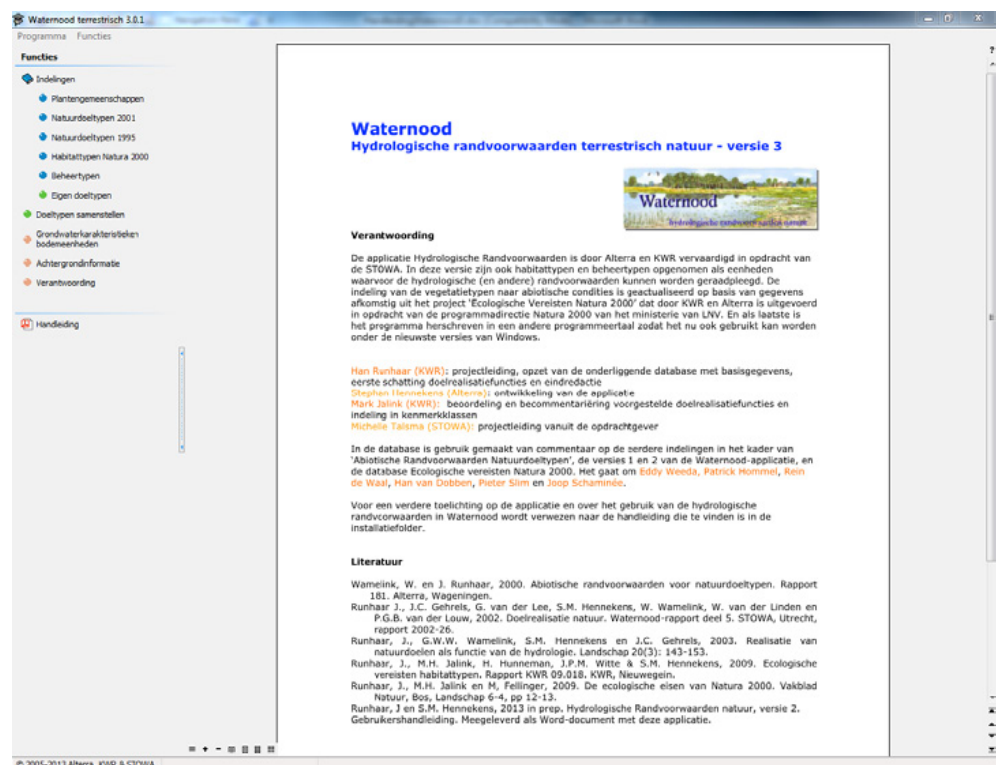 Waternood terrestrisch 3.0.1
Programma Functies
Functies
Indelingen
Plantengemeenschappen
Natuurdoeltypen 2001
Natuurdoeltypen 1995
Habitattypen Natura 2000
Beheertypen
Eigen doeltypen
Doeltypen samenstellen
Grondwaterkarakteristieken
bodemeenheden
Achtergrondinformatie
Verantwoording
Handleiding
Waternood
Hydrologische randvoorwaarden terrestrisch natuur - versie 3
Waternood
hydrologische randvoorwaarden natuur
Verantwoording
De applicatie Hydrologische Randvoorwaarden is door Alterra en KWR vervaardigd in opdracht van
de STOWA. In deze versie zijn ook habitattypen en beheertypen opgenomen als eenheden
waarvoor de hydrologische (en andere) randvoorwaarden kunnen worden geraadpleegd. De
indeling van de vegetatietypen naar abiotische condities is geactualiseerd op basis van gegevens
afkomstig uit het project 'Ecologische Vereisten Natura 2000' dat door KWR en Alterra is uitgevoerd
in opdracht van de programmadirectie Natura 2000 van het ministerie van LNV. En als laatste is
het programma herschreven in een andere programmeertaal zodat het nu ook gebruikt kan worden
onder de nieuwste versies van Windows.
Han Runhaar (KWR): projectleiding, opzet van de onderliggende database met basisgegevens,
eerste schatting doelrealisatiefuncties en eindredactie
Stephan Hennekens (Alterra): ontwikkeling van de applicatie
Mark Jalink (KWR): beoordeling en becommentariëring voorgestelde doelrealisatiefuncties en
indeling in kenmerkklassen
Michelle Talsma (STOWA): projectleiding vanuit de opdrachtgever
In de database is gebruik gemaakt van commentaar op de eerdere indelingen in het kader van
'Abiotische Randvoorwaarden Natuurdoeltypen', de versies 1 en 2 van de Waternood-applicatie, en
de database Ecologische vereisten Natura 2000. Het gaat om Eddy Weeda, Patrick Hommel, Rein
de Waal, Han van Dobben, Pieter Slim en Joop Schaminée.
Voor een verdere toelichting op de applicatie en over het gebruik van de hydrologische
randvoorwaarden in Waternood wordt verwezen naar de handleiding die te vinden is in de
installatiefolder.
Literatuur
Wamelink, W. en J. Runhaar, 2000. Abiotische randvoorwaarden voor natuurdoeltypen. Rapport
181. Alterra, Wageningen.
Runhaar J., J.C. Gehrels, G. van der Lee, S.M. Hennekens, W. Wamelink, W. van der Linden en
P.G.B. van der Louw, 2002. Doelrealisatie natuur. Waternood-rapport deel 5. STOWA, Utrecht,
rapport 2002-26.
Runhaar, J., G.W.W. Wamelink, S.M. Hennekens en J.C. Gehrels, 2003. Realisatie van
natuurdoelen als functie van de hydrologie. Landschap 20(3): 143-153.
Runhaar, J., M.H. Jalink, H. Hunneman, J.P.M. Witte & S.M. Hennekens, 2009. Ecologische
vereisten habitattypen. Rapport KWR 09.018. KWR, Nieuwegein.
Runhaar, J., M.H. Jalink en M, Fellinger, 2009. De ecologische eisen van Natura 2000. Vakblad
Natuur, Bos, Landschap 6-4, pp 12-13.
Runhaar, J en S.M. Hennekens, 2013 in prep. Hydrologische Randvoorwaarden natuur, versie 2.
Gebruikershandleiding. Meegeleverd als Word-document met deze applicatie.
© 2005-2013 Alterra, KWR & STOWA